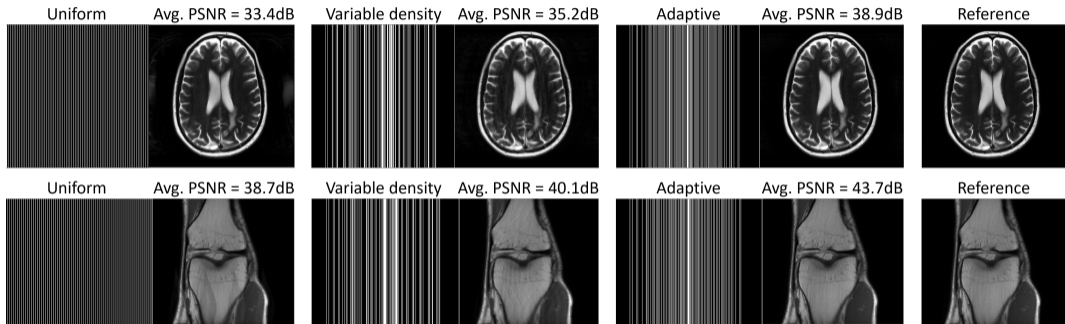 Uniform Avg. PSNR = 33.4dB Variable density Avg. PSNR = 35.2dB Adaptive Avg. PSNR = 38.9dB Reference
Uniform Avg. PSNR = 38.7dB Variable density Avg. PSNR = 40.1dB Adaptive Avg. PSNR = 43.7dB Reference